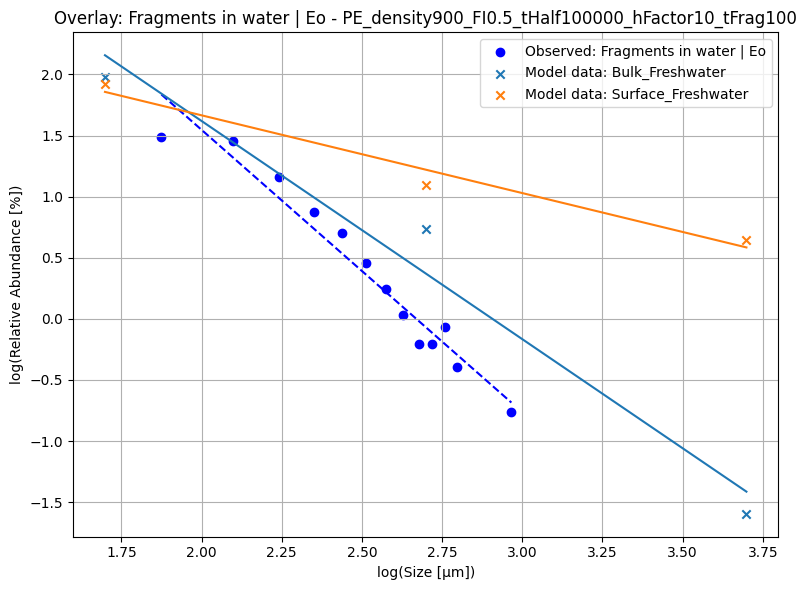 Overlay: Fragments in water | Eo - PE_density900_FI0.5_tHalf100000_hFactor10_tFrag100
Observed: Fragments in water | Eo
Model data: Bulk_Freshwater
Model data: Surface_Freshwater
log(Relative Abundance [%])
2.0
1.5
1.0
0.5
0.0
−0.5
−1.0
−1.5
1.75 2.00 2.25 2.50 2.75 3.00 3.25 3.50 3.75
log(Size [μm])